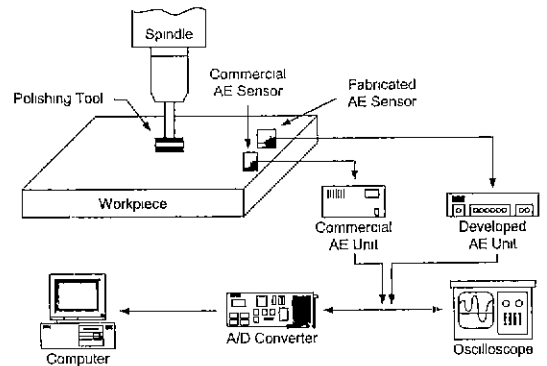 Spindle
Commercial
AE Sensor
Fabricated
AE Sensor
Polishing Tool
Workpiece
Commercial
AE Unit
Developed
AE Unit
Computer
A/D Converter
Oscilloscope